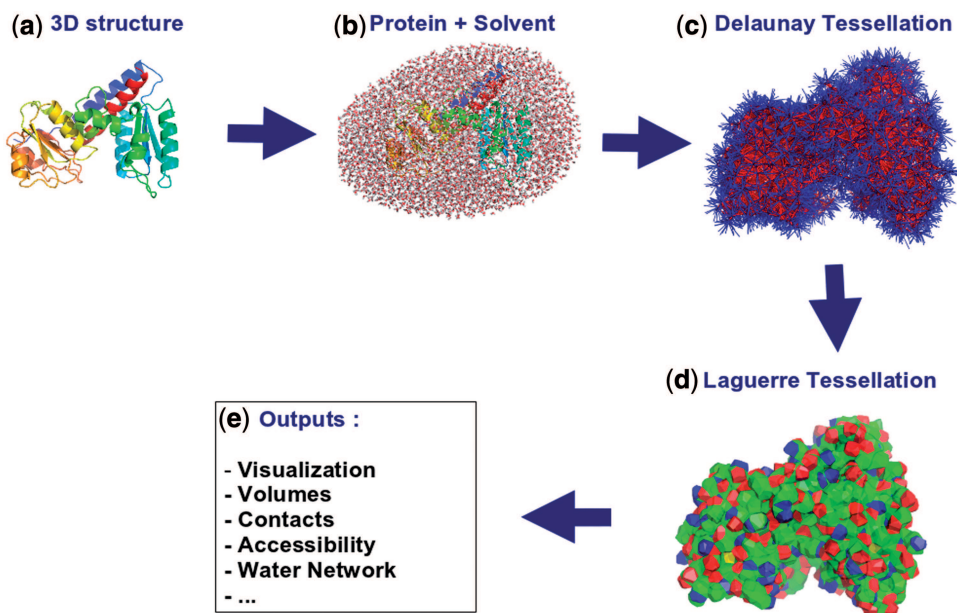 (a) 3D structure
(b) Protein + Solvent
(c) Delaunay Tessellation
(d) Laguerre Tessellation
(e) Outputs :
- Visualization
- Volumes
- Contacts
- Accessibility
- Water Network
- ...